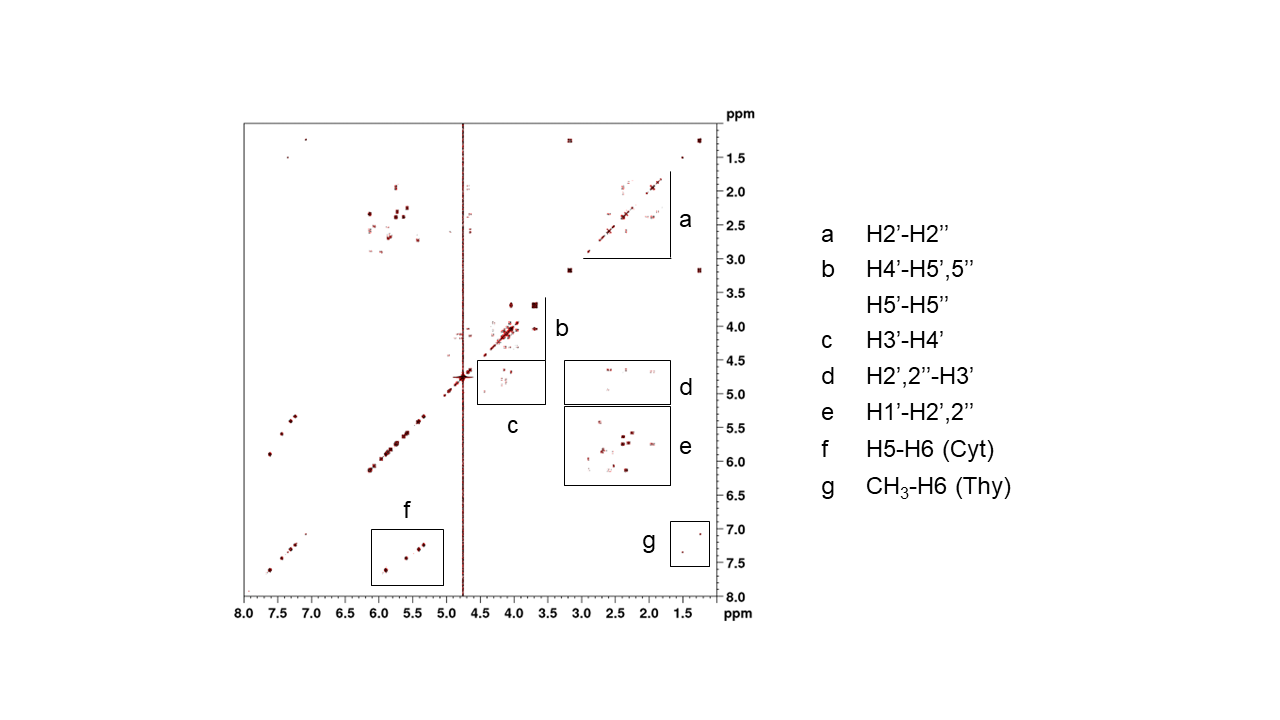 ppm
1.5
2.0
2.5
3.0
3.5
4.0
4.5
5.0
5.5
6.0
6.5
7.0
7.5
8.0
8.0 7.5 7.0 6.5 6.0 5.5 5.0 4.5 4.0 3.5 3.0 2.5 2.0 1.5 ppm
a
b
c
d
e
f
g
a H2’-H2’’
b H4’-H5’,5’’
H5’-H5’’
c H3’-H4’
d H2’,2’’-H3’
e H1’-H2’,2’’
f H5-H6 (Cyt)
g CH₃-H6 (Thy)